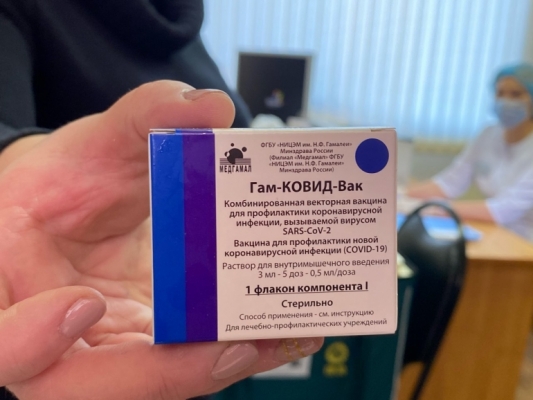 МЕДГАМАЛ
ФГБУ «НИЦЭМ им. Н.Ф. Гамалеи»
Минздрава России
(Филиал «Медгамал» ФГБУ
«НИЦЭМ им. Н.Ф. Гамалеи»
Минздрава России)
Гам-КОВИД-Вак
Комбинированная векторная вакцина
для профилактики коронавирусной
инфекции, вызываемой вирусом
SARS-CoV-2
Вакцина для профилактики новой
коронавирусной инфекции (COVID-19)
Раствор для внутримышечного введения
3 мл - 5 доз - 0,5 мл/доза
1 флакон компонента I
Стерильно
Способ применения - см. инструкцию
Для лечебно-профилактических учреждений